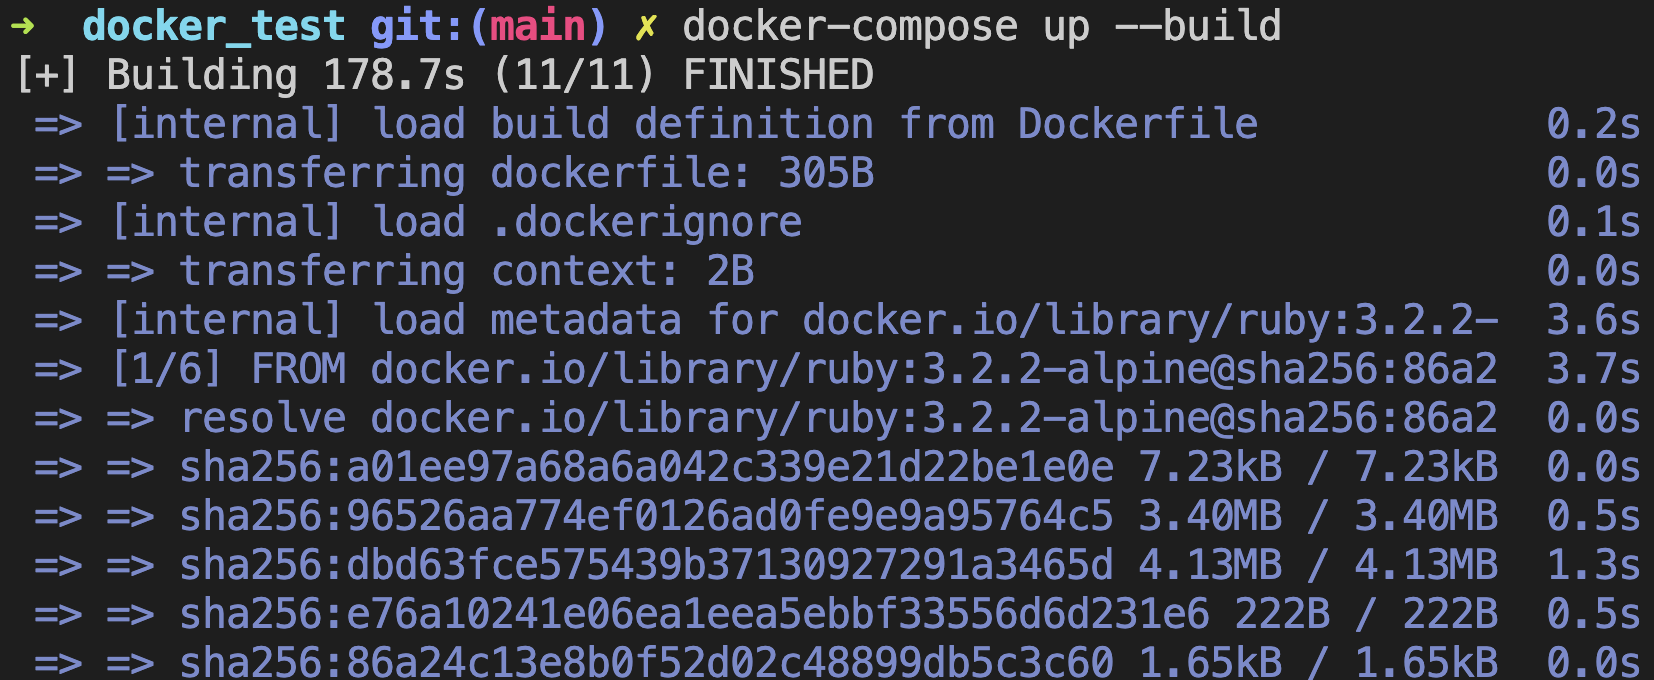 ➜  docker_test git:(main) ✗ docker-compose up --build
[+] Building 178.7s (11/11) FINISHED
=> [internal] load build definition from Dockerfile 0.2s
=> => transferring dockerfile: 305B 0.0s
=> [internal] load .dockerignore 0.1s
=> => transferring context: 2B 0.0s
=> [internal] load metadata for docker.io/library/ruby:3.2.2- 3.6s
=> [1/6] FROM docker.io/library/ruby:3.2.2-alpine@sha256:86a2 3.7s
=> => resolve docker.io/library/ruby:3.2.2-alpine@sha256:86a2 0.0s
=> => sha256:a01ee97a68a6a042c339e21d22be1e0e 7.23kB / 7.23kB 0.0s
=> => sha256:96526aa774ef0126ad0fe9e9a95764c5 3.40MB / 3.40MB 0.5s
=> => sha256:dbd63fce575439b37130927291a3465d 4.13MB / 4.13MB 1.3s
=> => sha256:e76a10241e06ea1eea5ebbf33556d6d231e6 222B / 222B 0.5s
=> => sha256:86a24c13e8b0f52d02c48899db5c3c60 1.65kB / 1.65kB 0.0s